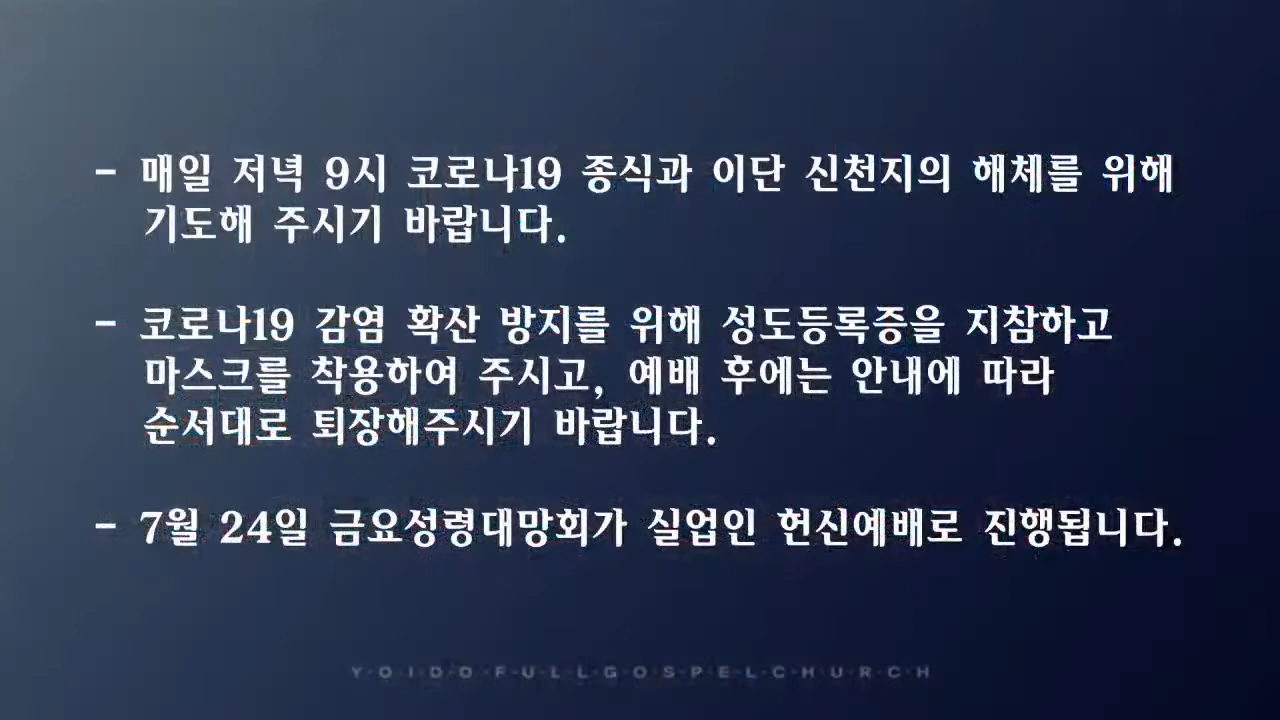 - 매일 저녁 9시 코로나19 종식과 이단 신천지의 해체를 위해
기도해 주시기 바랍니다.
- 코로나19 감염 확산 방지를 위해 성도등록증을 지참하고
마스크를 착용하여 주시고, 예배 후에는 안내에 따라
순서대로 퇴장해주시기 바랍니다.
- 7월 24일 금요성령대망회가 실업인 헌신예배로 진행됩니다.
Y·O·I·D·O·F·U·L·L·G·O·S·P·E·L·C·H·U·R·C·H